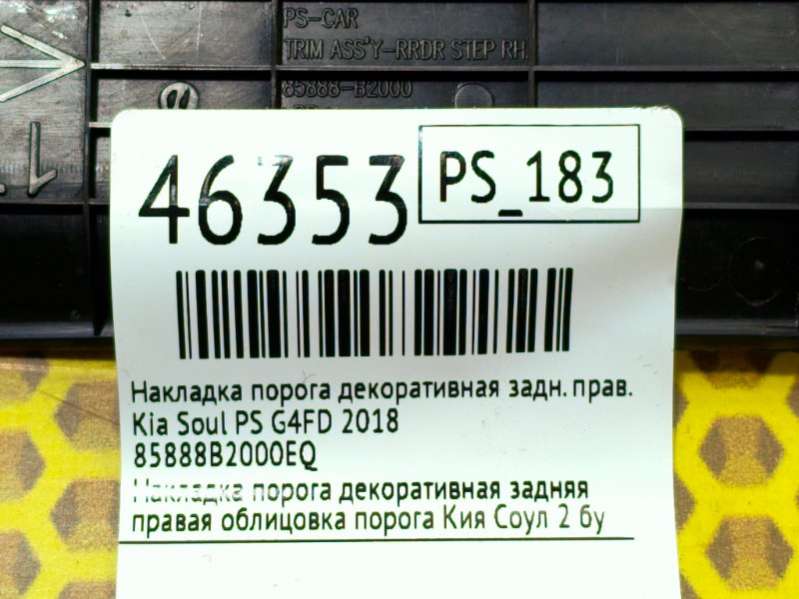 PS-CAR
TRIM ASS'Y-RRDR STEP RH
85888-B2000
46353
PS_183
Накладка порога декоративная задн. прав.
Kia Soul PS G4FD 2018
85888B2000EQ
Накладка порога декоративная задняя
правая облицовка порога Киа Соул 2 бу